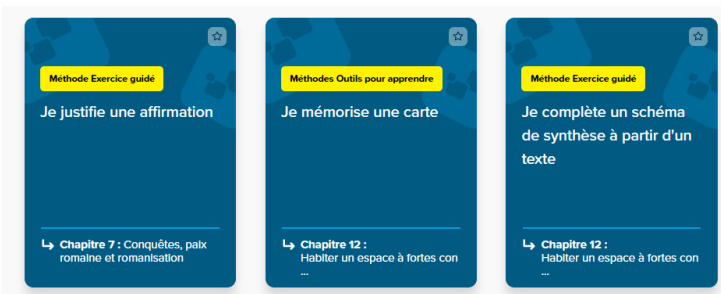 Méthode Exercice guidé
Je justifie une affirmation
Chapitre 7 : Conquêtes, paix
romaine et romanisation
Méthodes Outils pour apprendre
Je mémorise une carte
Chapitre 12 :
Habiter un espace à fortes con
...
Méthode Exercice guidé
Je complète un schéma
de synthèse à partir d'un
texte
Chapitre 12 :
Habiter un espace à fortes con
...